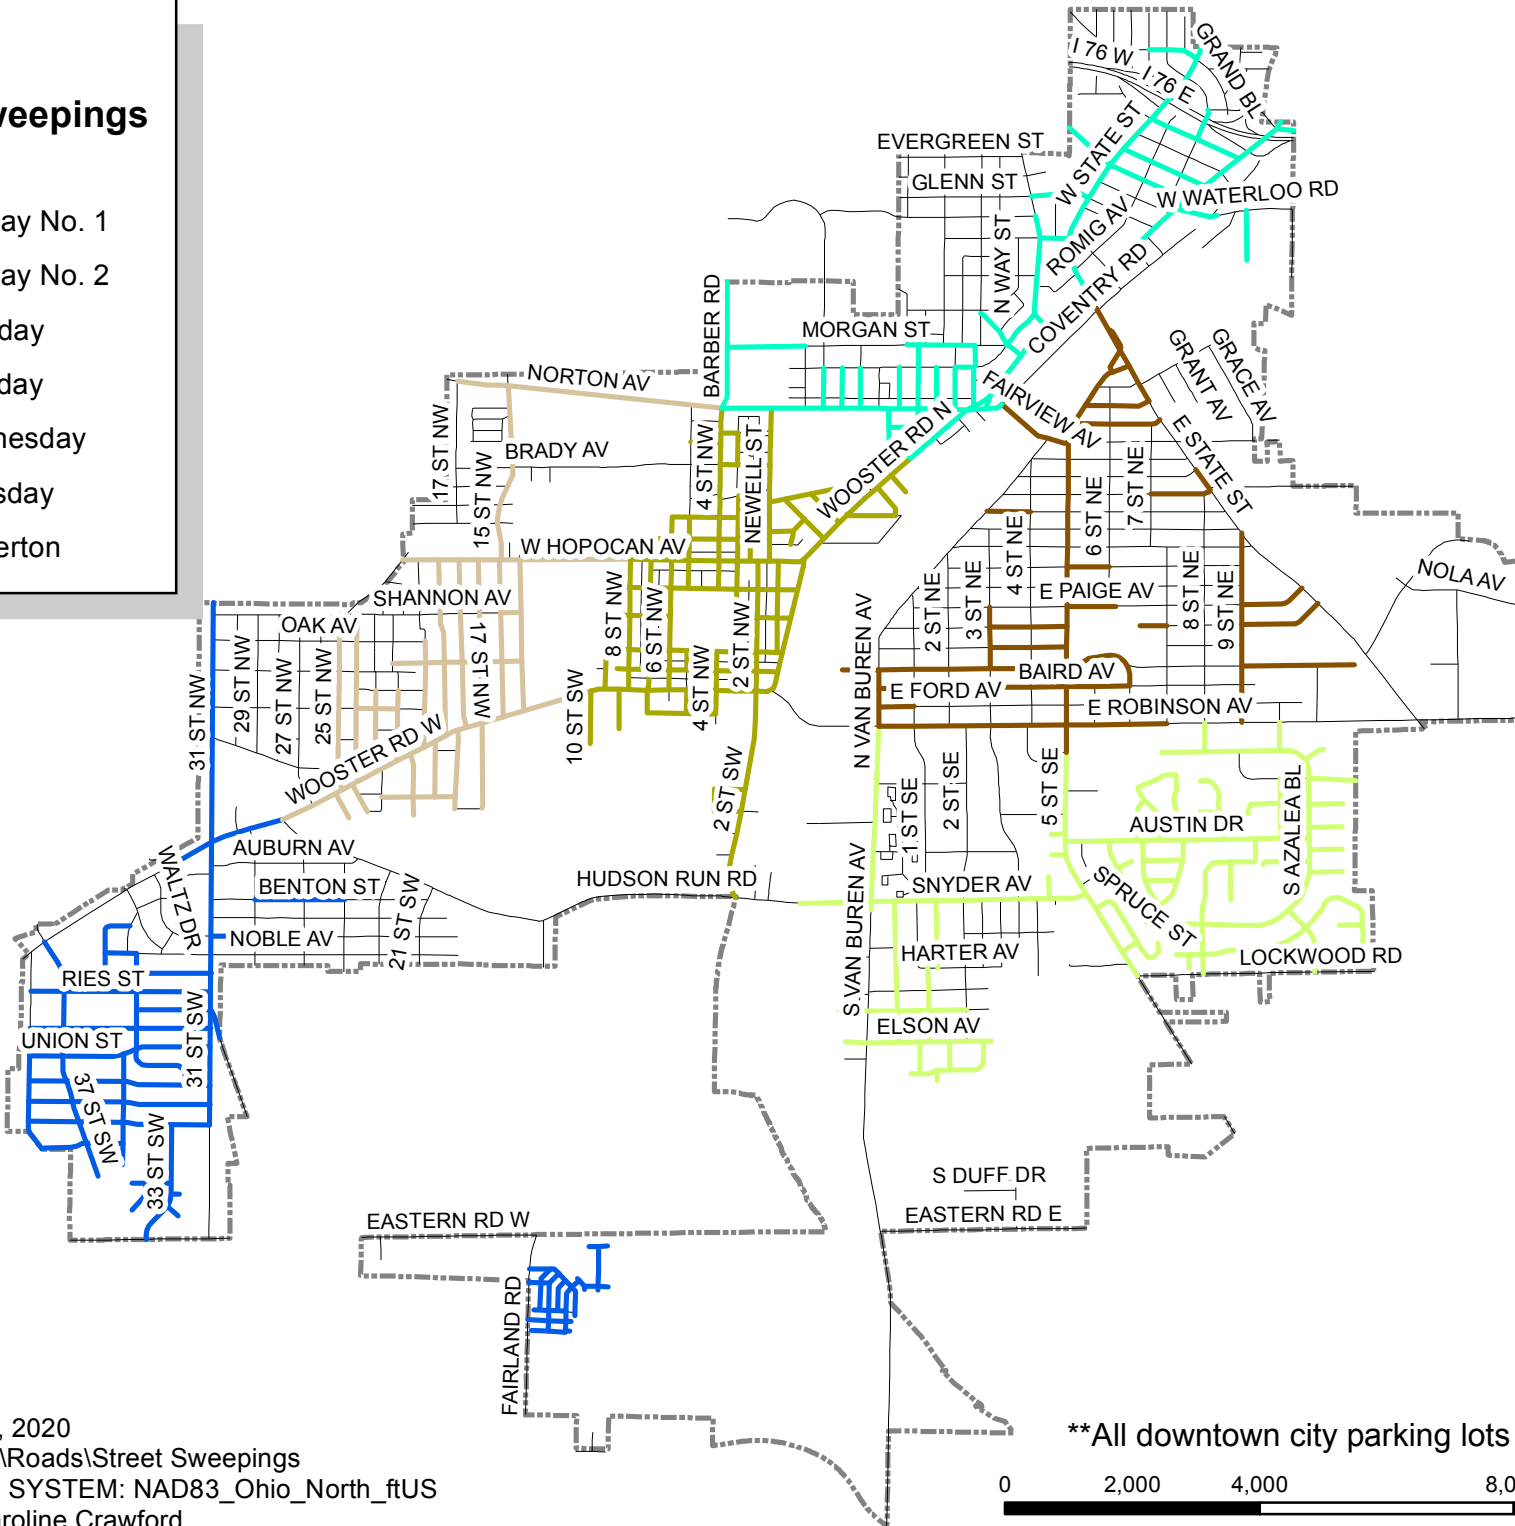 weepings
ay No. 1
ay No. 2
day
day
nesday
sday
erton
I 76 W
I 76 E
GRAND BL
EVERGREEN ST
GLENN ST
W STATE ST
W WATERLOO RD
ROMIG AV
N WAY ST
COVENTRY RD
BARBER RD
MORGAN ST
NORTON AV
FAIRVIEW AV
GRANT AV
GRACE AV
E STATE ST
17 ST NW
BRADY AV
15 ST NW
4 ST NW
NEWELL ST
WOOSTER RD N
7 ST NE
6 ST NE
4 ST NE
W HOPOCAN AV
SHANNON AV
OAK AV
8 ST NW
6 ST NW
2 ST NW
4 ST NW
N VAN BUREN AV
2 ST NE
3 ST NE
E PAIGE AV
8 ST NE
9 ST NE
NOLA AV
31 ST NW
29 ST NW
27 ST NW
25 ST NW
17 ST NW
10 ST SW
BAIRD AV
E FORD AV
E ROBINSON AV
WOOSTER RD W
2 ST SW
1 ST SE
2 ST SE
5 ST SE
AUSTIN DR
S AZALEA BL
WALTZ DR
AUBURN AV
BENTON ST
HUDSON RUN RD
SNYDER AV
SPRUCE ST
NOBLE AV
21 ST SW
S VAN BUREN AV
HARTER AV
LOCKWOOD RD
RIES ST
UNION ST
31 ST SW
ELSON AV
37 ST SW
33 ST SW
S DUFF DR
EASTERN RD W
EASTERN RD E
FAIRLAND RD
, 2020
\Roads\Street Sweepings
SYSTEM: NAD83_Ohio_North_ftUS
roline Crawford
**All downtown city parking lots
0 2,000 4,000 8,0